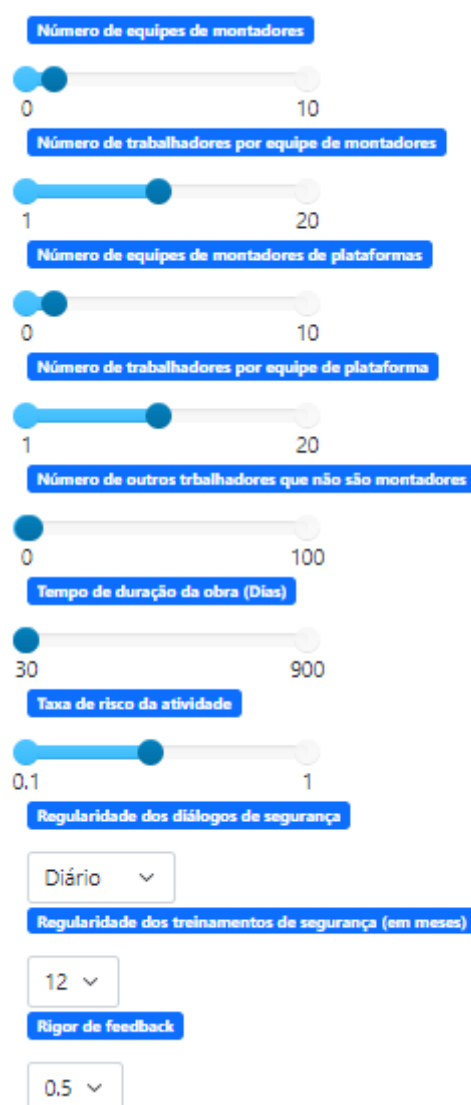 Número de equipes de montadores
0 10
Número de trabalhadores por equipe de montadores
1 20
Número de equipes de montadores de plataformas
0 10
Número de trabalhadores por equipe de plataforma
1 20
Número de outros trbalhadores que não são montadores
0 100
Tempo de duração da obra (Dias)
30 900
Taxa de risco da atividade
0.1 1
Regularidade dos diálogos de segurança
Diário
Regularidade dos treinamentos de segurança (em meses)
12
Rigor de feedback
0.5